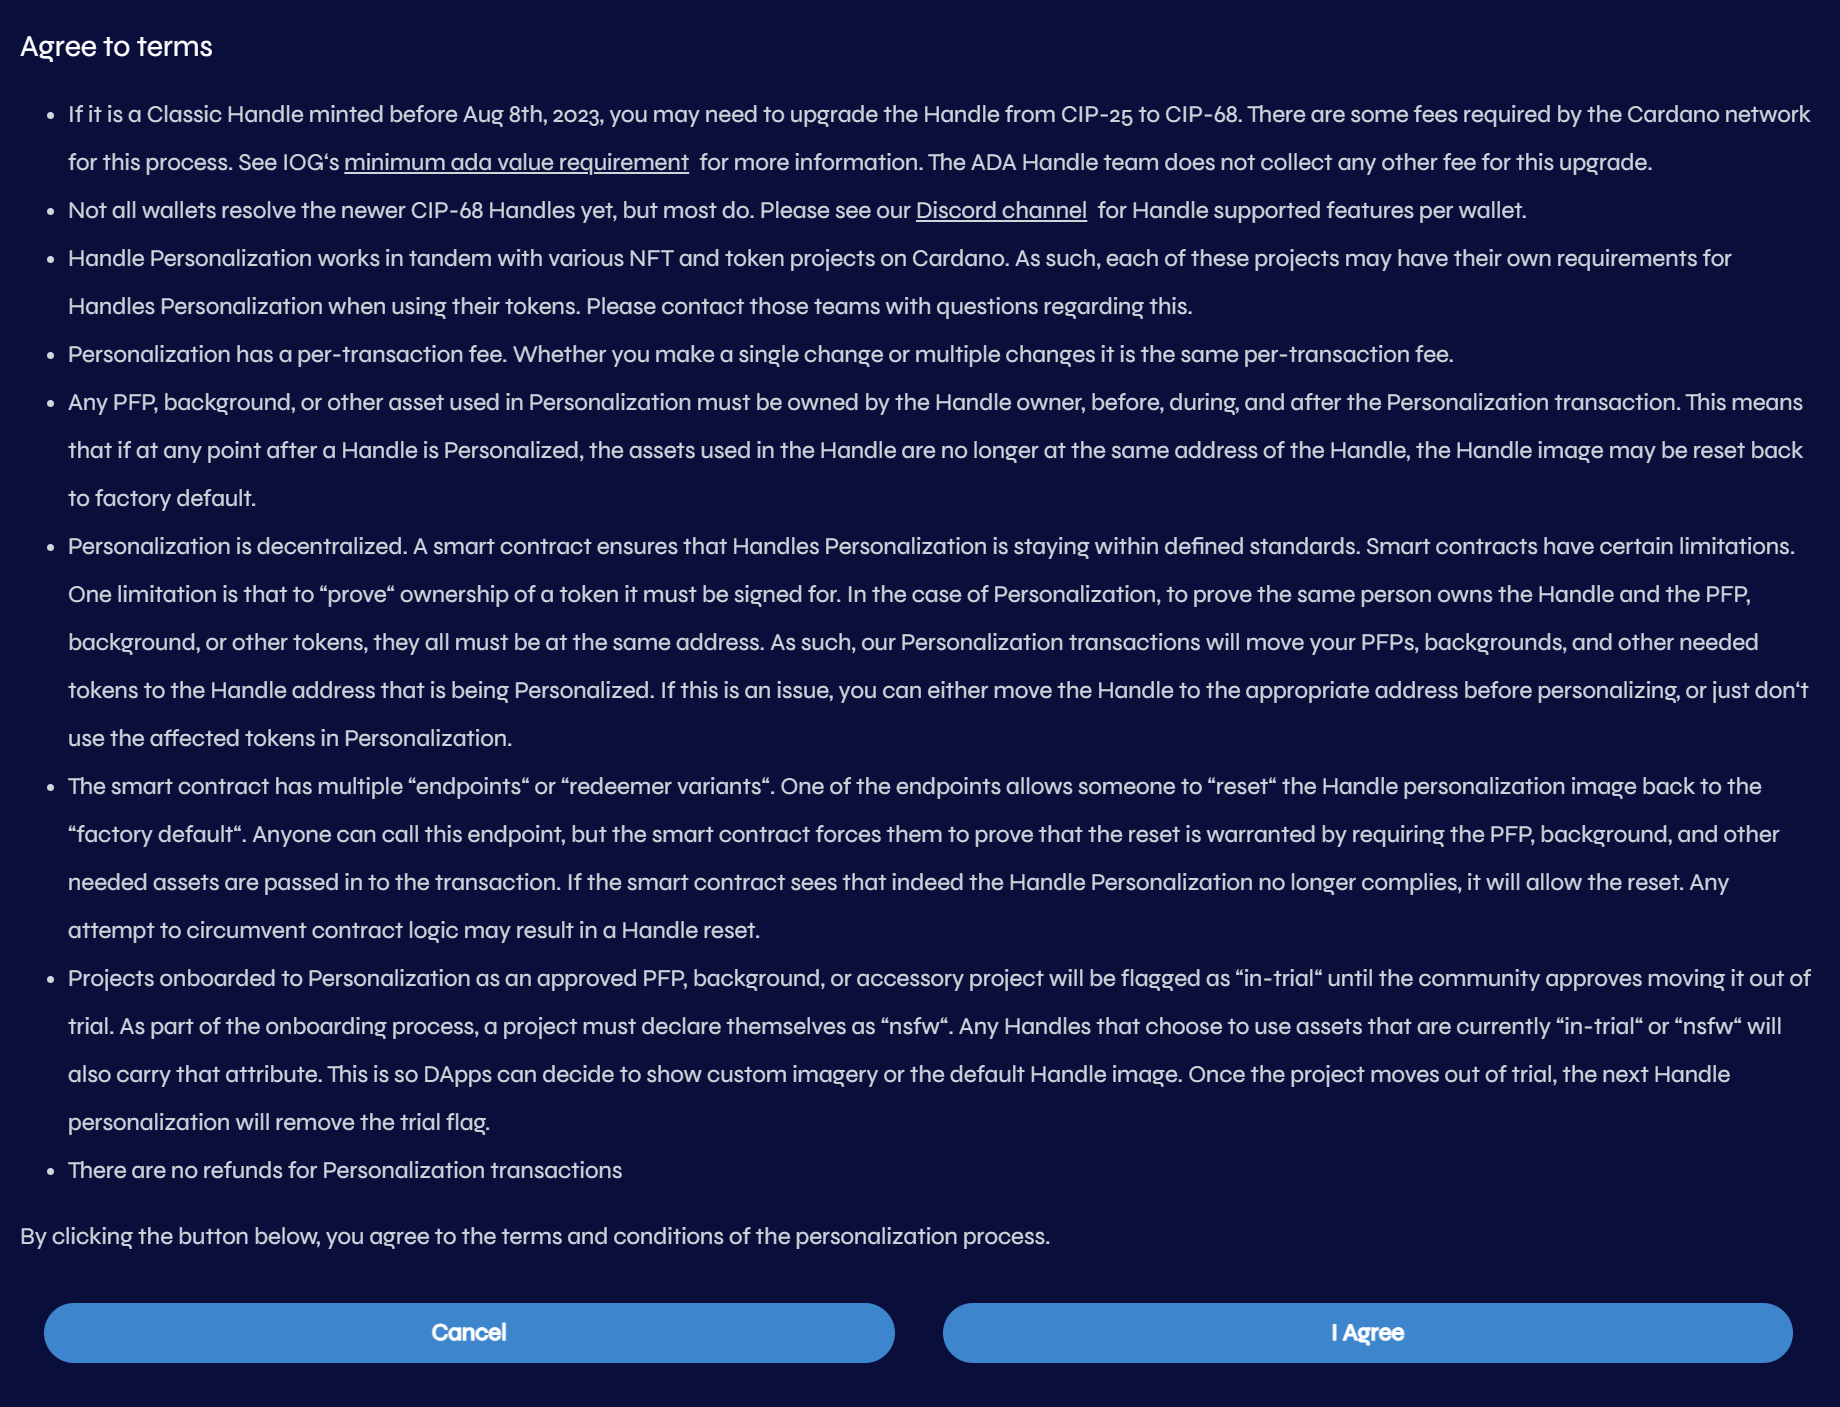 Agree to terms
• If it is a Classic Handle minted before Aug 8th, 2023, you may need to upgrade the Handle from CIP-25 to CIP-68. There are some fees required by the Cardano network
for this process. See IOG‘s minimum ada value requirement for more information. The ADA Handle team does not collect any other fee for this upgrade.
• Not all wallets resolve the newer CIP-68 Handles yet, but most do. Please see our Discord channel for Handle supported features per wallet.
• Handle Personalization works in tandem with various NFT and token projects on Cardano. As such, each of these projects may have their own requirements for
Handles Personalization when using their tokens. Please contact those teams with questions regarding this.
• Personalization has a per-transaction fee. Whether you make a single change or multiple changes it is the same per-transaction fee.
• Any PFP, background, or other asset used in Personalization must be owned by the Handle owner, before, during, and after the Personalization transaction. This means
that if at any point after a Handle is Personalized, the assets used in the Handle are no longer at the same address of the Handle, the Handle image may be reset back
to factory default.
• Personalization is decentralized. A smart contract ensures that Handles Personalization is staying within defined standards. Smart contracts have certain limitations.
One limitation is that to “prove“ ownership of a token it must be signed for. In the case of Personalization, to prove the same person owns the Handle and the PFP,
background, or other tokens, they all must be at the same address. As such, our Personalization transactions will move your PFPs, backgrounds, and other needed
tokens to the Handle address that is being Personalized. If this is an issue, you can either move the Handle to the appropriate address before personalizing, or just don‘t
use the affected tokens in Personalization.
• The smart contract has multiple “endpoints“ or “redeemer variants“. One of the endpoints allows someone to “reset“ the Handle personalization image back to the
“factory default“. Anyone can call this endpoint, but the smart contract forces them to prove that the reset is warranted by requiring the PFP, background, and other
needed assets are passed in to the transaction. If the smart contract sees that indeed the Handle Personalization no longer complies, it will allow the reset. Any
attempt to circumvent contract logic may result in a Handle reset.
• Projects onboarded to Personalization as an approved PFP, background, or accessory project will be flagged as “in-trial“ until the community approves moving it out of
trial. As part of the onboarding process, a project must declare themselves as “nsfw“. Any Handles that choose to use assets that are currently “in-trial“ or “nsfw“ will
also carry that attribute. This is so DApps can decide to show custom imagery or the default Handle image. Once the project moves out of trial, the next Handle
personalization will remove the trial flag.
• There are no refunds for Personalization transactions
By clicking the button below, you agree to the terms and conditions of the personalization process.
Cancel
I Agree